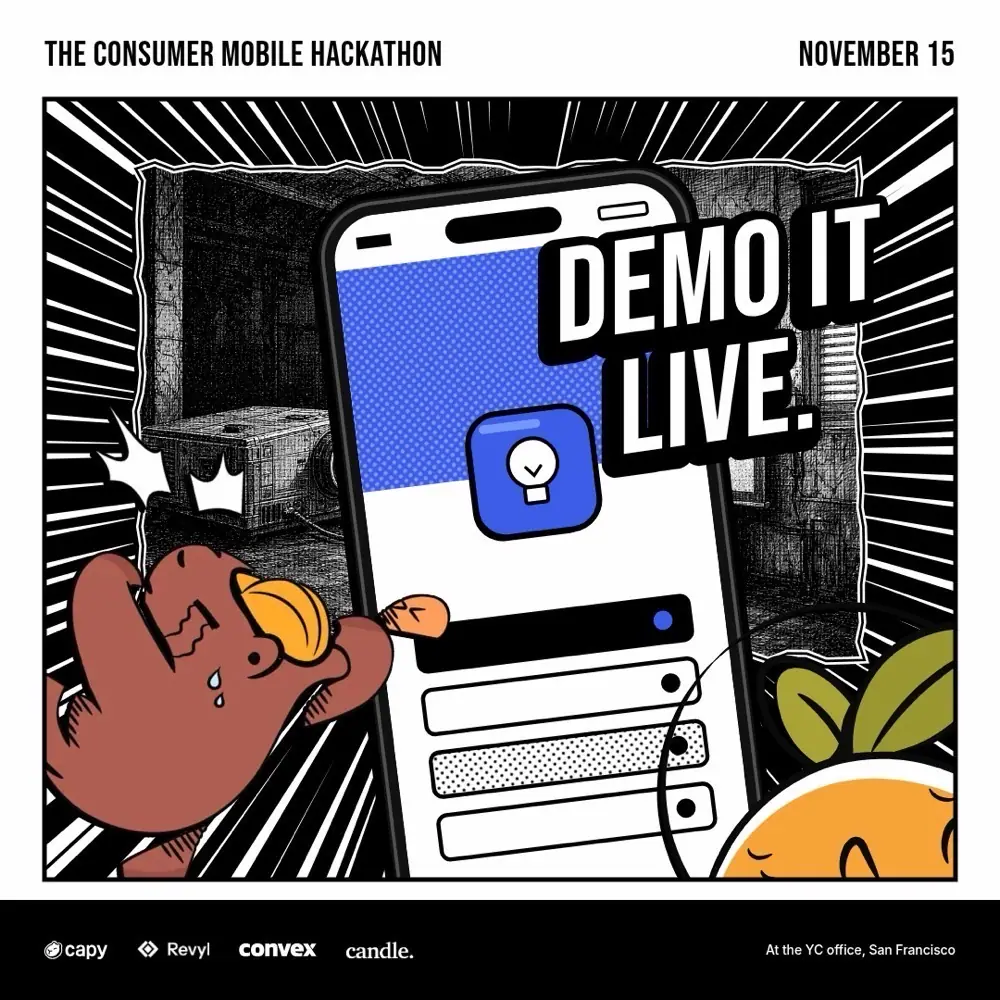 THE CONSUMER MOBILE HACKATHON
NOVEMBER 15
DEMO IT
LIVE.
capy
Revyl
convex
candle.
At the YC office, San Francisco